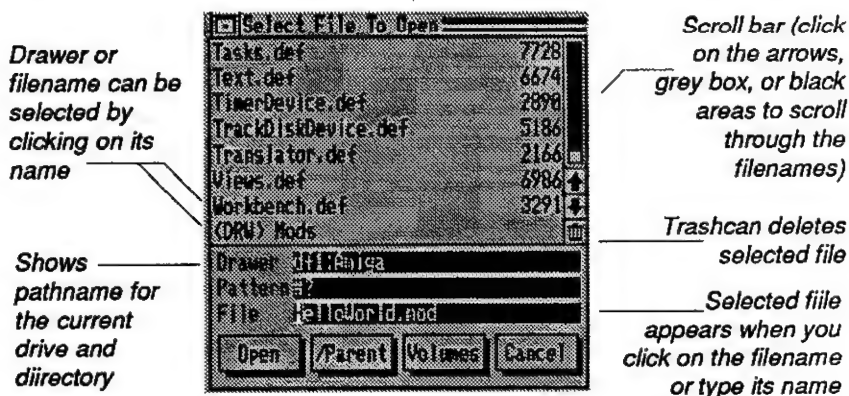 Drawer or
filename can be
selected by
clicking on its
name
Shows
pathname for
the current
drive and
diirectory
Select File To Open
Tasks.def 7728
Text.def 6674
TimerDevice.def 2890
TrackDiskDevice.def 5186
Translator.def 2166
Views.def 6986
Workbench.def 3291
(DRW) Mods
Drawer
Pattern #?
File HelloWorld.mod
Open /Parent Volumes Cancel
Scroll bar (click
on the arrows,
grey box, or black
areas to scroll
through the
filenames)
Trashcan deletes
selected file
Selected fiile
appears when you
click on the filename
or type its name